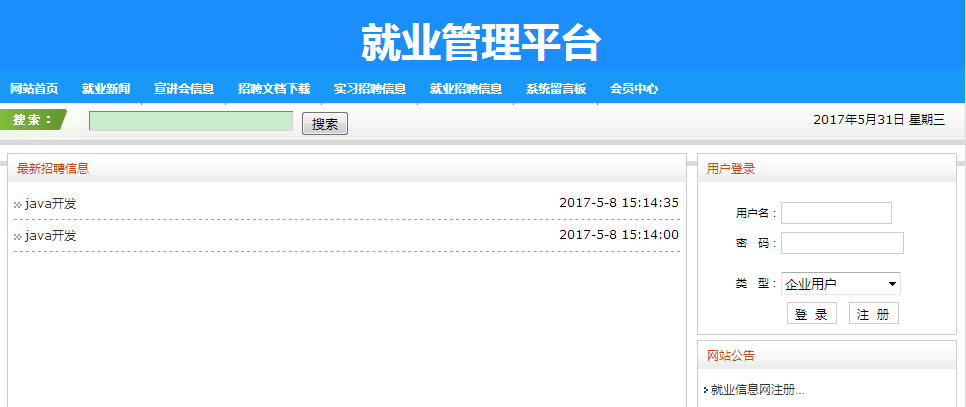 就业管理平台
网站首页 就业新闻 宣讲会信息 招聘文档下载 实习招聘信息 就业招聘信息 系统留言板 会员中心
搜索： 搜索 2017年5月31日 星期三
最新招聘信息
java开发 2017-5-8 15:14:35
java开发 2017-5-8 15:14:00
用户登录
用户名：
密 码：
类 型： 企业用户
登 录 注 册
网站公告
就业信息网注册...